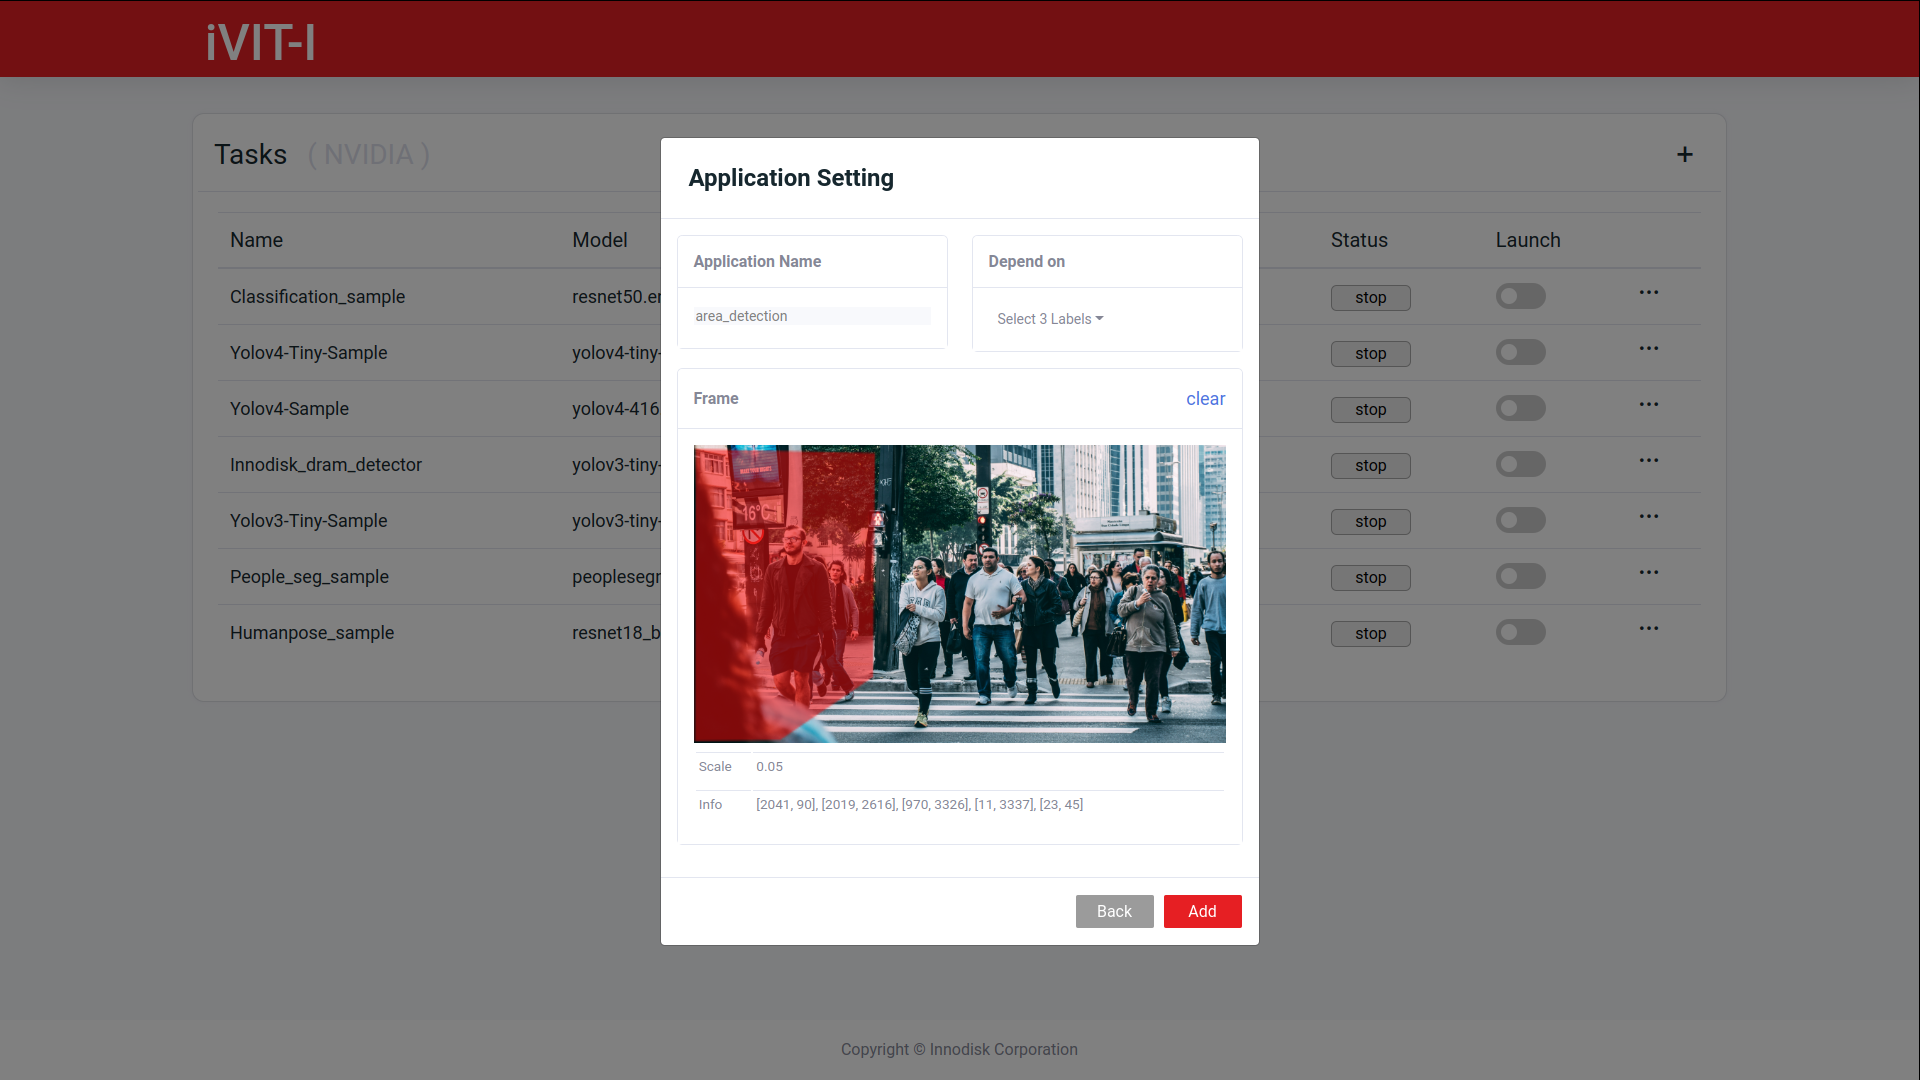 iVIT-I
Tasks ( NVIDIA ) +
Name Model Status Launch
Classification_sample resnet50.en stop ...
Yolov4-Tiny-Sample yolov4-tiny- stop ...
Yolov4-Sample yolov4-416 stop ...
Innodisk_dram_detector yolov3-tiny- stop ...
Yolov3-Tiny-Sample yolov3-tiny- stop ...
People_seg_sample peoplesegn stop ...
Humanpose_sample resnet18_b stop ...
Application Setting
Application Name
area_detection
Depend on
Select 3 Labels
Frame clear
16°C
Scale 0.05
Info [2041, 90], [2019, 2616], [970, 3326], [11, 3337], [23, 45]
Back Add
Copyright © Innodisk Corporation